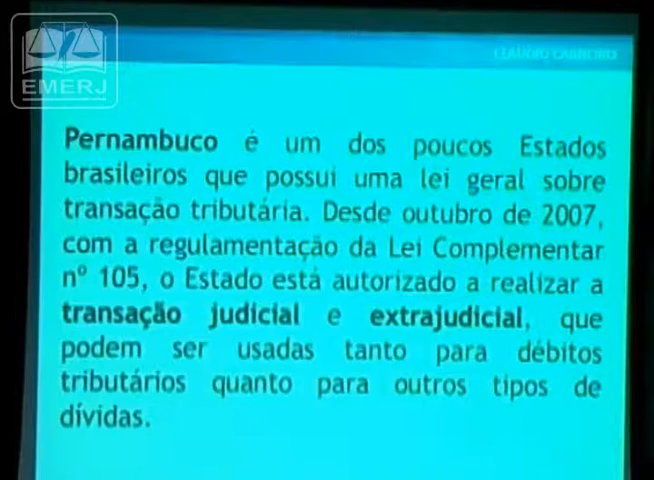 EMERJ
Pernambuco é um dos poucos Estados
brasileiros que possui uma lei geral sobre
transação tributária. Desde outubro de 2007,
com a regulamentação da Lei Complementar
nº 105, o Estado está autorizado a realizar a
transação judicial e extrajudicial, que
podem ser usadas tanto para débitos
tributários quanto para outros tipos de
dívidas.